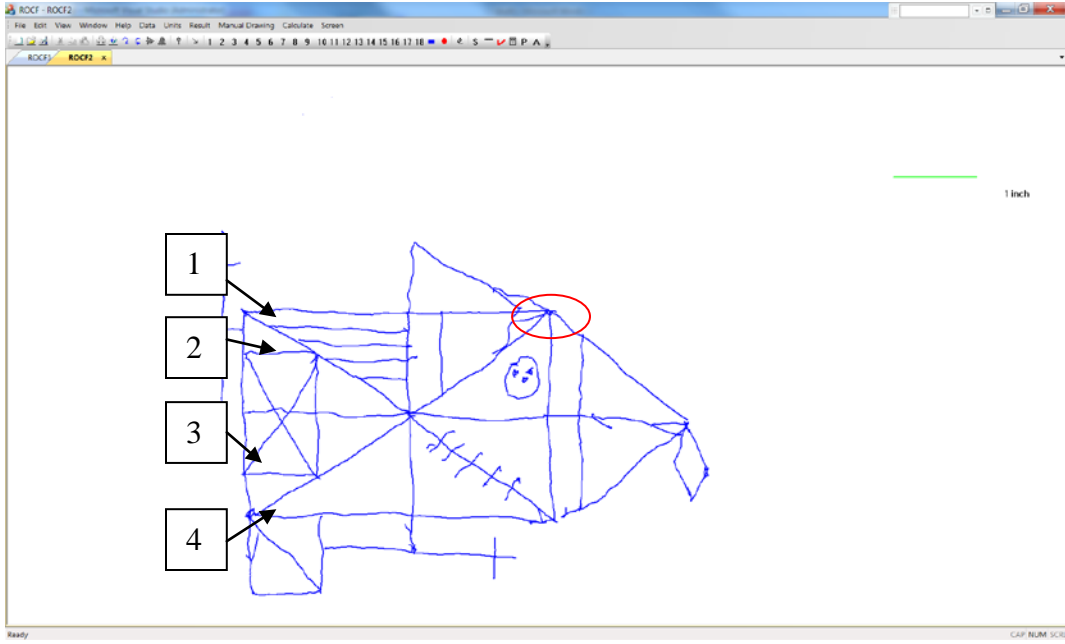 ROCF - ROCF2
File Edit View Window Help Data Units Result Manual Drawing Calculate Screen
1 2 3 4 5 6 7 8 9 10 11 12 13 14 15 16 17 18 S P A
ROCF1 ROCF2 x
1 inch
1
2
3
4
Ready
CAP NUM SCRL